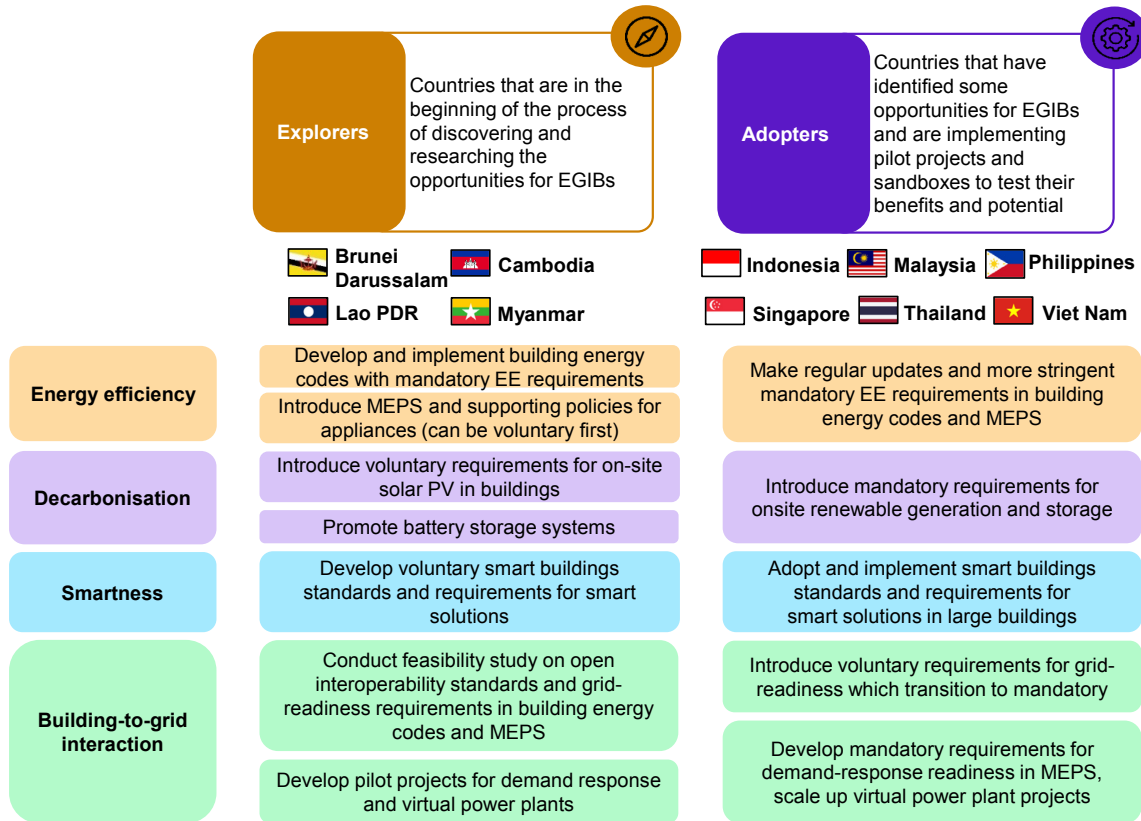 Explorers
Countries that are in the
beginning of the process
of discovering and
researching the
opportunities for EGIBs
Adopters
Countries that have
identified some
opportunities for EGIBs
and are implementing
pilot projects and
sandboxes to test their
benefits and potential
Brunei
Darussalam
Cambodia
Lao PDR
Myanmar
Indonesia
Malaysia
Philippines
Singapore
Thailand
Viet Nam
Energy efficiency
Develop and implement building energy
codes with mandatory EE requirements
Introduce MEPS and supporting policies for
appliances (can be voluntary first)
Make regular updates and more stringent
mandatory EE requirements in building
energy codes and MEPS
Decarbonisation
Introduce voluntary requirements for on-site
solar PV in buildings
Promote battery storage systems
Introduce mandatory requirements for
onsite renewable generation and storage
Smartness
Develop voluntary smart buildings
standards and requirements for smart
solutions
Adopt and implement smart buildings
standards and requirements for
smart solutions in large buildings
Building-to-grid
interaction
Conduct feasibility study on open
interoperability standards and grid-
readiness requirements in building energy
codes and MEPS
Develop pilot projects for demand response
and virtual power plants
Introduce voluntary requirements for grid-
readiness which transition to mandatory
Develop mandatory requirements for
demand-response readiness in MEPS,
scale up virtual power plant projects